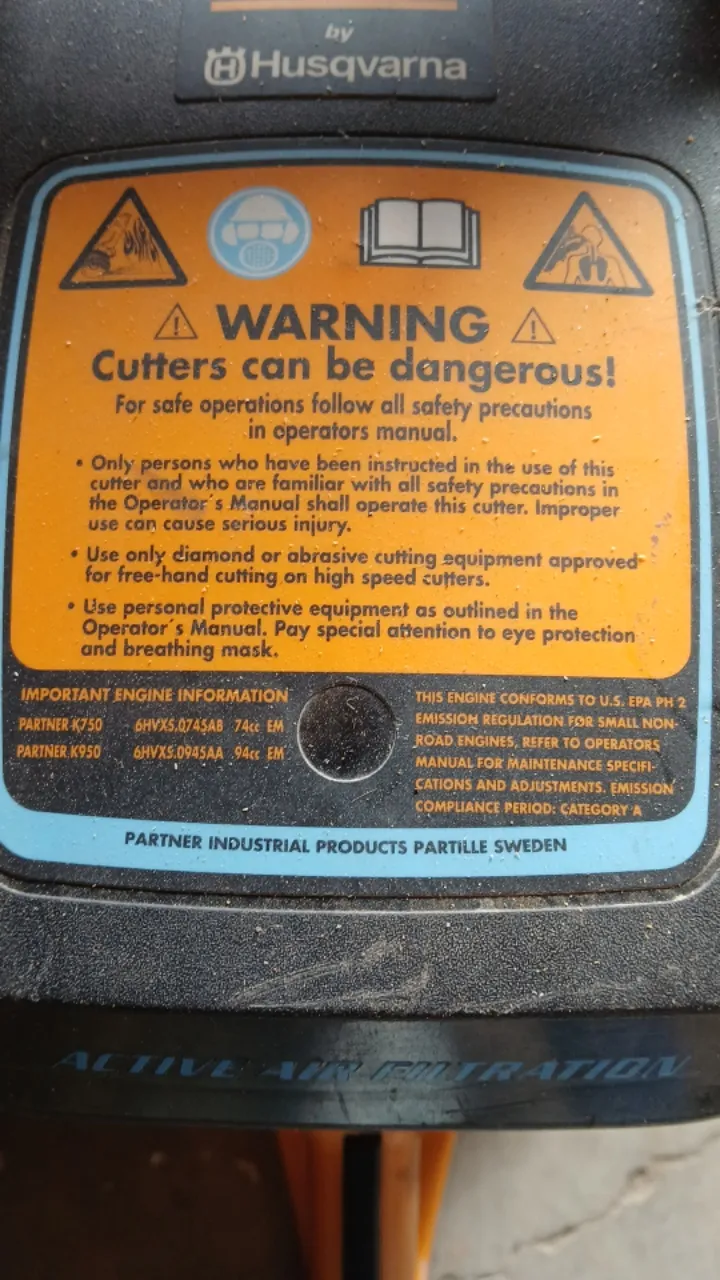 by
Husqvarna
WARNING
Cutters can be dangerous!
For safe operations follow all safety precautions
in operators manual.
• Only persons who have been instructed in the use of this
cutter and who are familiar with all safety precautions in
the Operator´s Manual shall operate this cutter. Improper
use can cause serious injury.
• Use only diamond or abrasive cutting equipment approved
for free-hand cutting on high speed cutters.
• Use personal protective equipment as outlined in the
Operator´s Manual. Pay special attention to eye protection
and breathing mask.
IMPORTANT ENGINE INFORMATION
PARTNER K750 6HVXS.0745AB 74cc EM
PARTNER K950 6HVXS.0945AA 94cc EM
THIS ENGINE CONFORMS TO U.S. EPA PH 2
EMISSION REGULATION FOR SMALL NON-
ROAD ENGINES, REFER TO OPERATORS
MANUAL FOR MAINTENANCE SPECIFI-
CATIONS AND ADJUSTMENTS. EMISSION
COMPLIANCE PERIOD: CATEGORY A
PARTNER INDUSTRIAL PRODUCTS PARTILLE SWEDEN
ACTIVE AIR FILTRATION